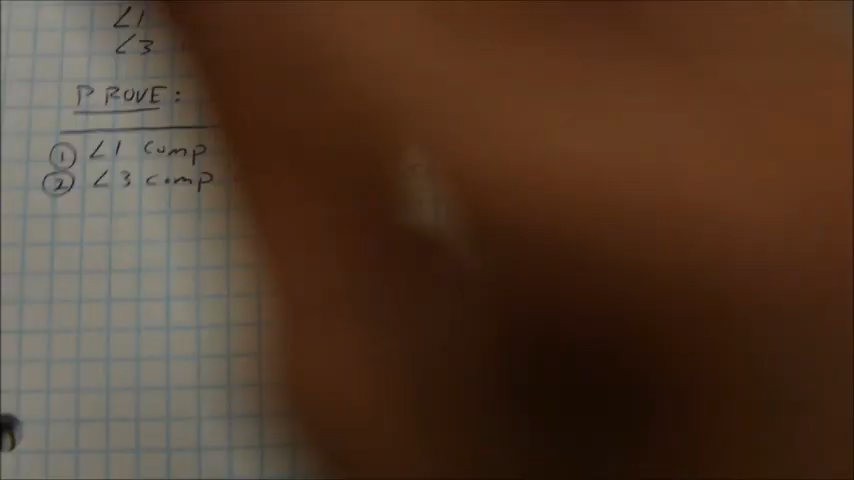 ∠1
∠3
PROVE:
① ∠1 comp
② ∠3 comp